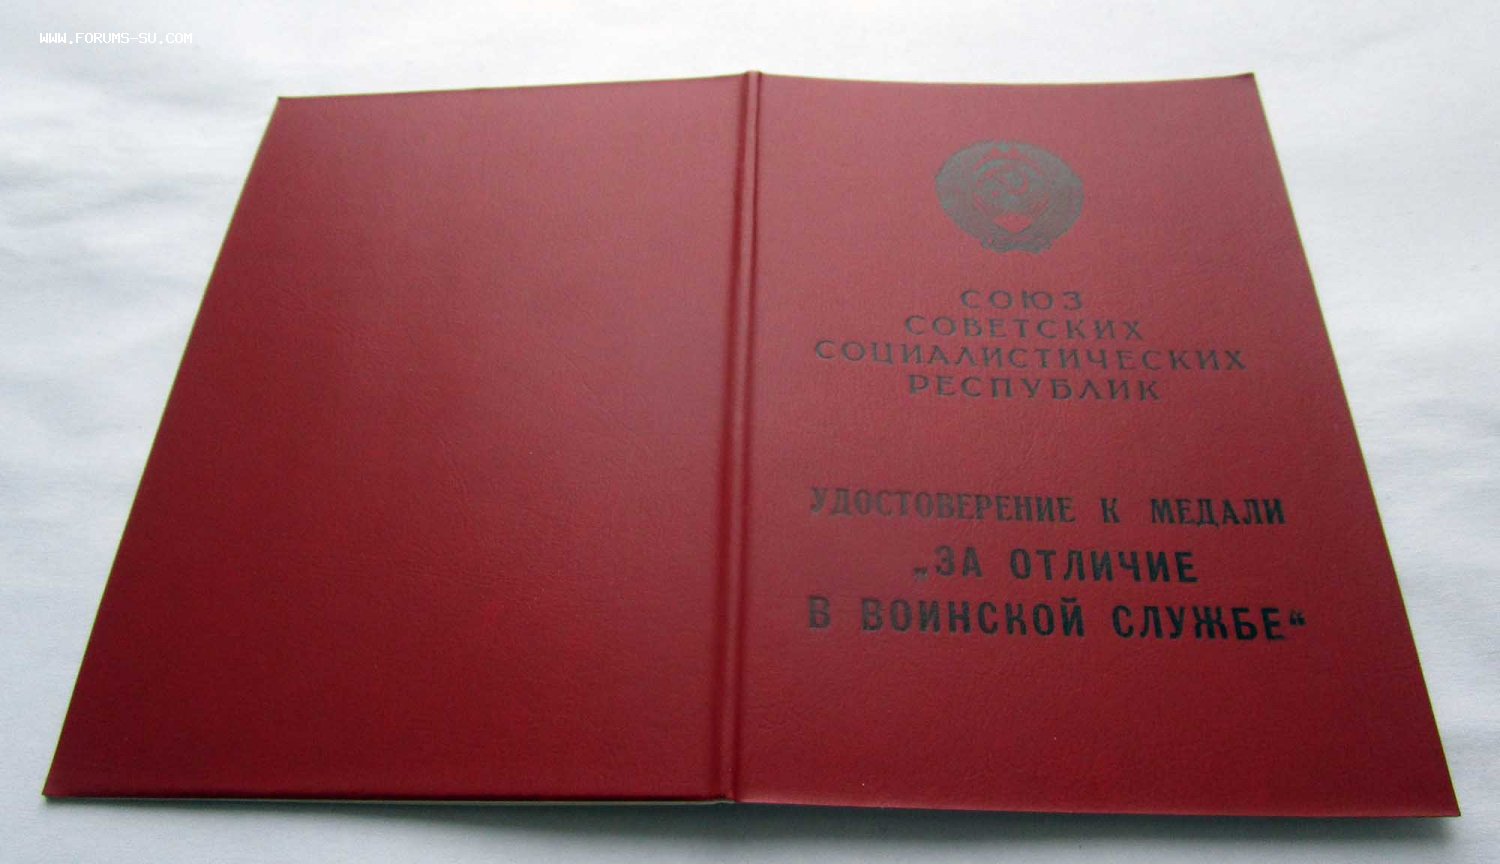 WWW.FORUMS-SU.COM
СОЮЗ
СОВЕТСКИХ
СОЦИАЛИСТИЧЕСКИХ
РЕСПУБЛИК
УДОСТОВЕРЕНИЕ К МЕДАЛИ
„ЗА ОТЛИЧИЕ
В ВОИНСКОЙ СЛУЖБЕ“